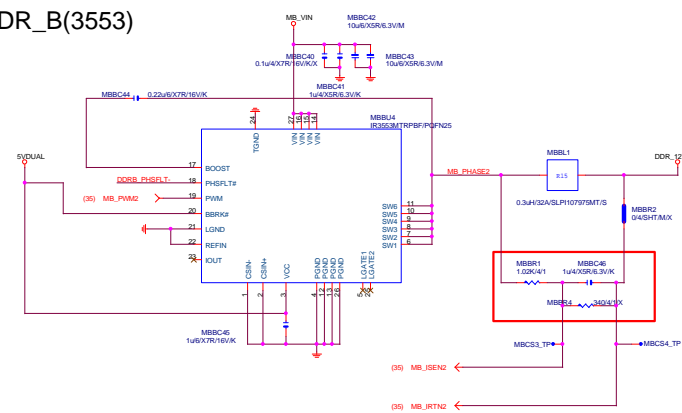 DR_B(3553)
MB_VIN
MBBC42
10u/6/X5R/6.3V/M
MBBC40
0.1u/4/X7R/16V/K/X
MBBC43
10u/6/X5R/6.3V/M
MBBC41
1u/4/X5R/6.3V/K
MBBC44
0.22u/6/X7R/16V/K
MBBU4
IR3553MTRPBF/PQFN25
24
27
16
15
14
TGND
VIN
VIN
VIN
VIN
5VDUAL
17 BOOST
DDRB_PHSFLT- 18 PHSFLT#
(35) MB_PWM2 19 PWM
20 BBRK#
21 LGND
22 REFIN
23 IOUT
SW6 11
SW5 10
SW4 9
SW3 8
SW2 7
SW1 6
CSIN-
CSIN+
VCC
PGND
PGND
PGND
PGND
LGATE1
LGATE2
1
2
3
4
12
13
26
5
MB_PHASE2
MBBL1
R15
0.3uH/32A/SLPI107975MT/S
DDR_12
MBBR2
0/4/SHT/M/X
MBBR1
1.02K/4/1
MBBC46
1u/4/X5R/6.3V/K
MBBR4
340/4/1/X
MBBC45
1u/6/X7R/16V/K
MBCS3_TP
MBCS4_TP
(35) MB_ISEN2
(35) MB_IRTN2